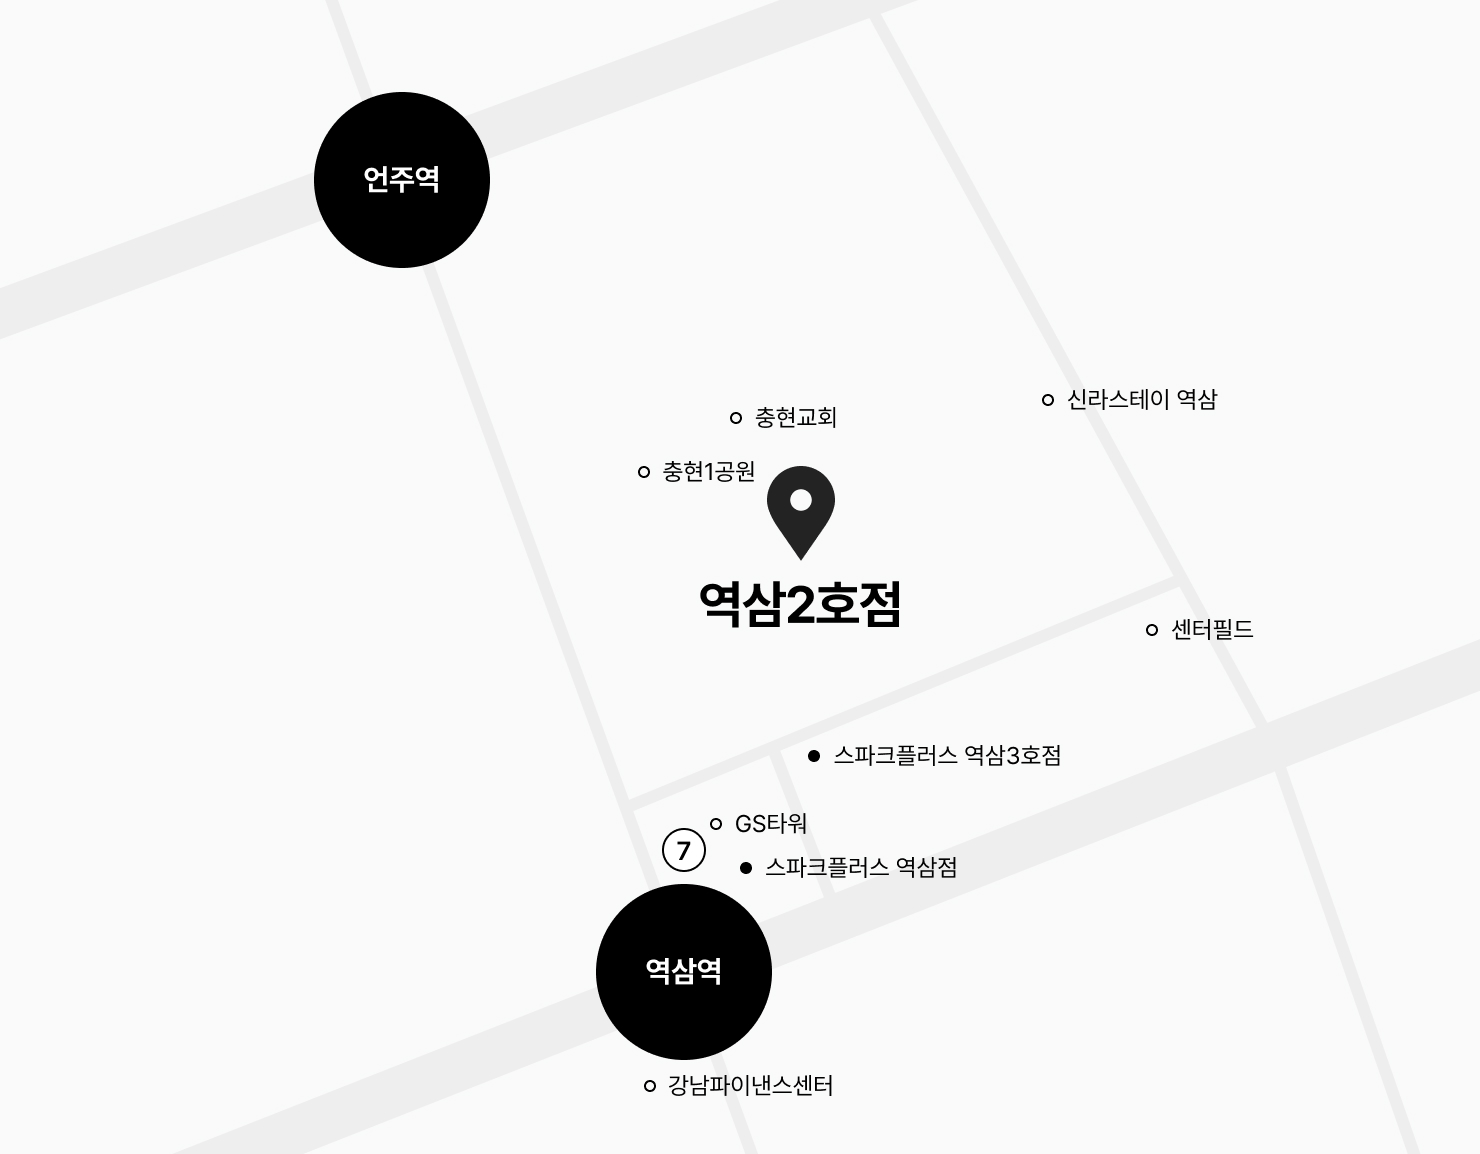 언주역
신라스테이 역삼
충현교회
충현1공원
역삼2호점
센터필드
스파크플러스 역삼3호점
GS타워
7
스파크플러스 역삼점
역삼역
강남파이낸스센터